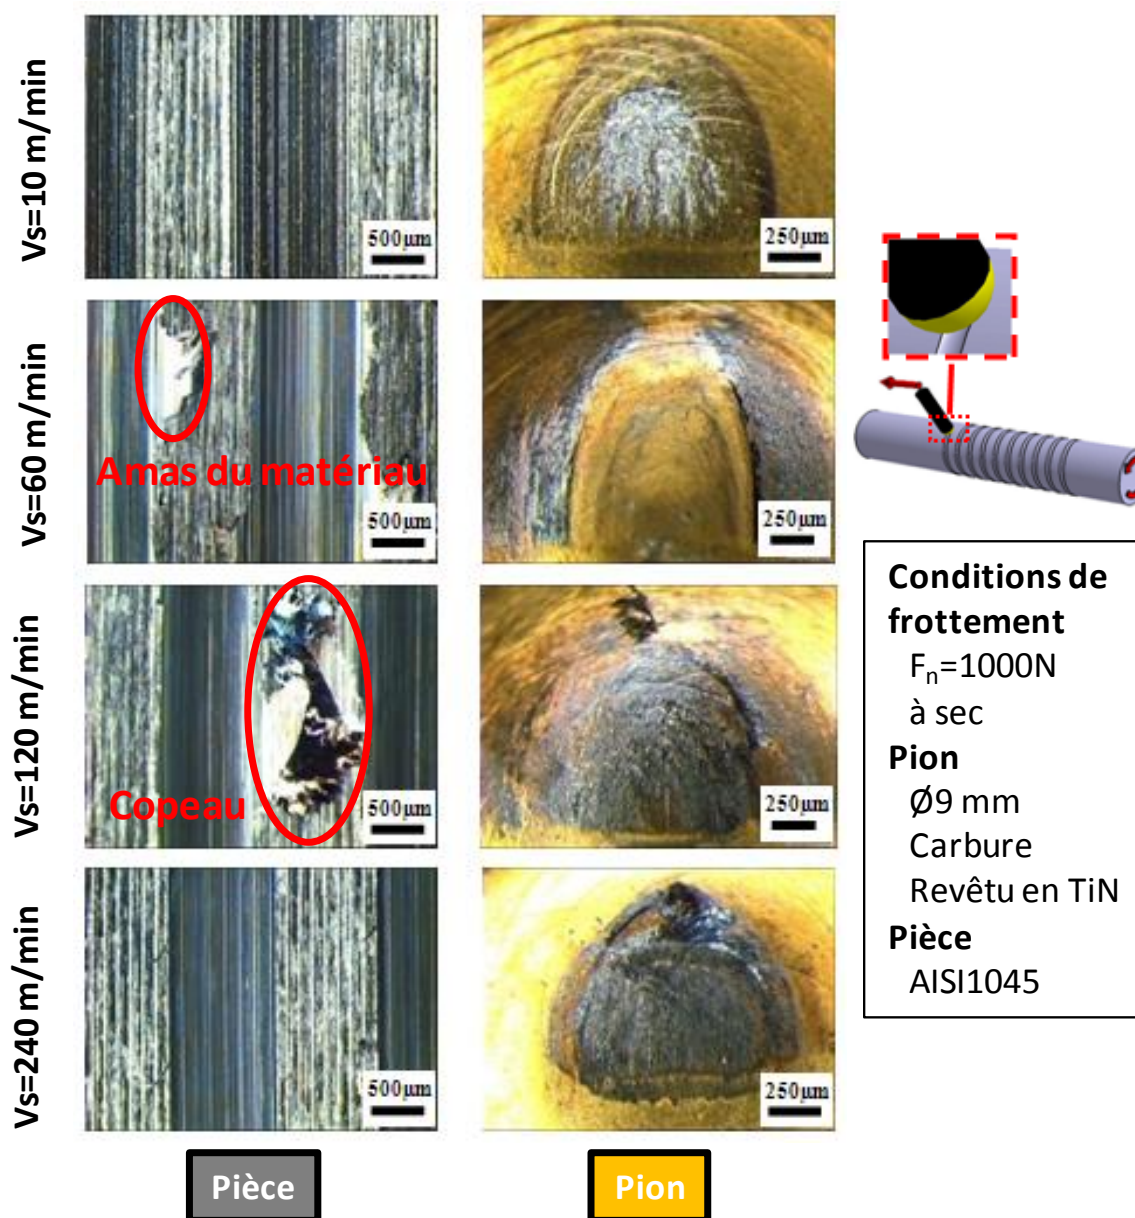 Vs=10 m/min
500µm
250µm
Vs=60 m/min
Amas du matériau
500µm
250µm
Vs=120 m/min
Copeau
500µm
250µm
Vs=240 m/min
500µm
250µm
Pièce
Pion
Conditions de
frottement
Fn=1000N
à sec
Pion
Ø9 mm
Carbure
Revêtu en TiN
Pièce
AISI1045